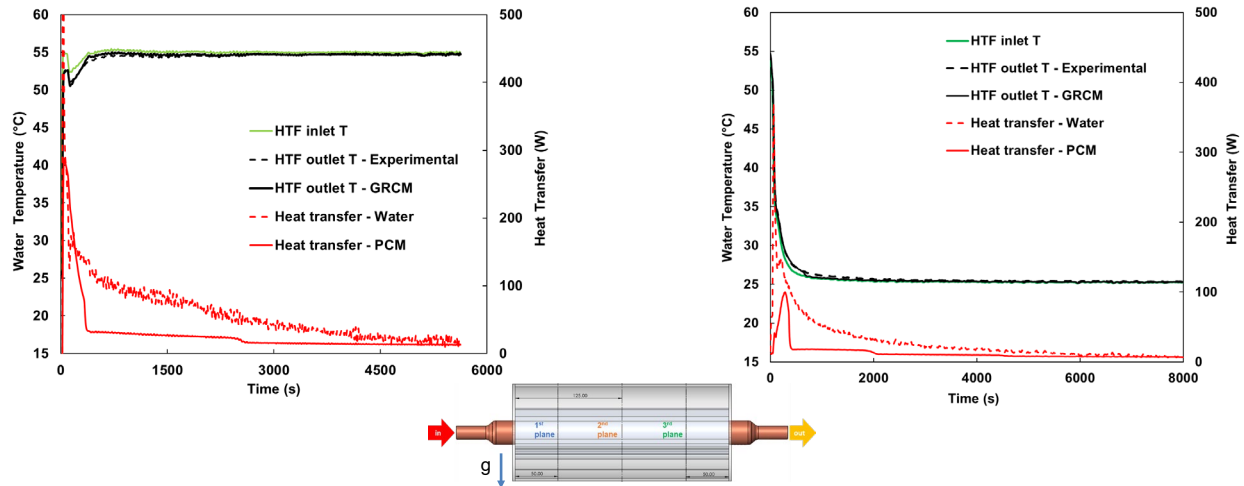 60
55
50
45
40
35
30
25
20
15
Water Temperature (°C)
HTF inlet T
HTF outlet T - Experimental
HTF outlet T - GRCM
Heat transfer - Water
Heat transfer - PCM
500
400
300
200
100
0
Heat Transfer (W)
0
1500
3000
4500
6000
Time (s)
60
55
50
45
40
35
30
25
20
15
Water Temperature (°C)
HTF inlet T
HTF outlet T - Experimental
HTF outlet T - GRCM
Heat transfer - Water
Heat transfer - PCM
500
400
300
200
100
0
Heat Transfer (W)
0
2000
4000
6000
8000
Time (s)
125.00
in
1st
plane
2nd
plane
3rd
plane
out
g